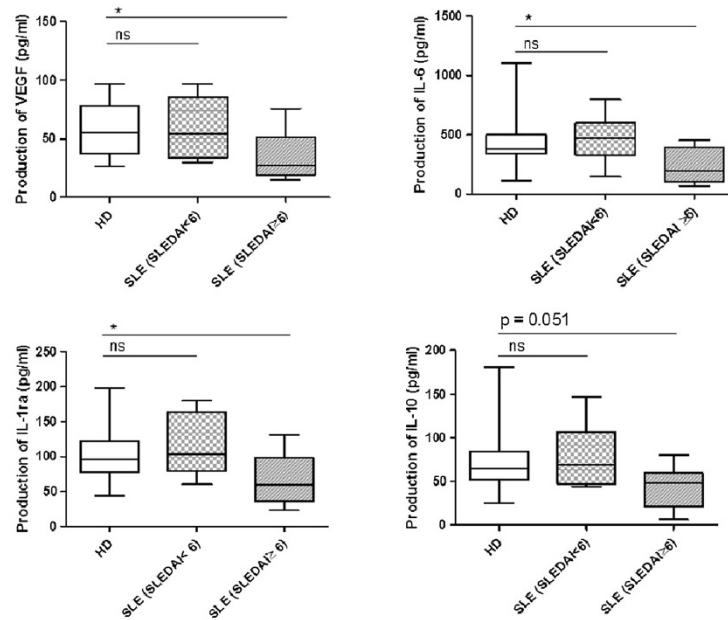 *
ns
Production of VEGF (pg/ml)
150
100
50
0
HD
SLE (SLEDAI<6)
SLE (SLEDAI≥6)
*
ns
Production of IL-6 (pg/ml)
1500
1000
500
0
HD
SLE (SLEDAI<6)
SLE (SLEDAI ≥6)
*
ns
Production of IL-1ra (pg/ml)
250
200
150
100
50
0
HD
SLE (SLEDAI< 6)
SLE (SLEDAI≥ 6)
p = 0.051
ns
Production of IL-10 (pg/ml)
200
150
100
50
0
HD
SLE (SLEDAI<6)
SLE (SLEDAI≥6)